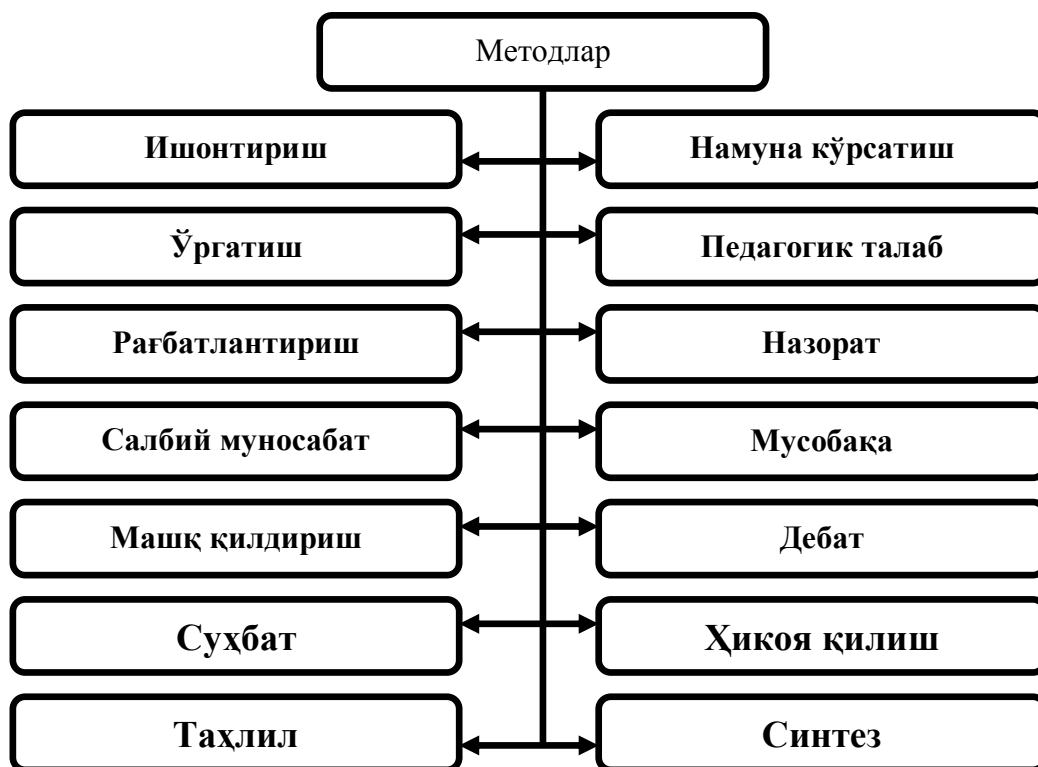 Методлар
Ишонтириш
Намуна кўрсатиш
Ўргатиш
Педагогик талаб
Рағбатлантириш
Назорат
Салбий муносабат
Мусобақа
Машқ қилдириш
Дебат
Суҳбат
Ҳикоя қилиш
Таҳлил
Синтез